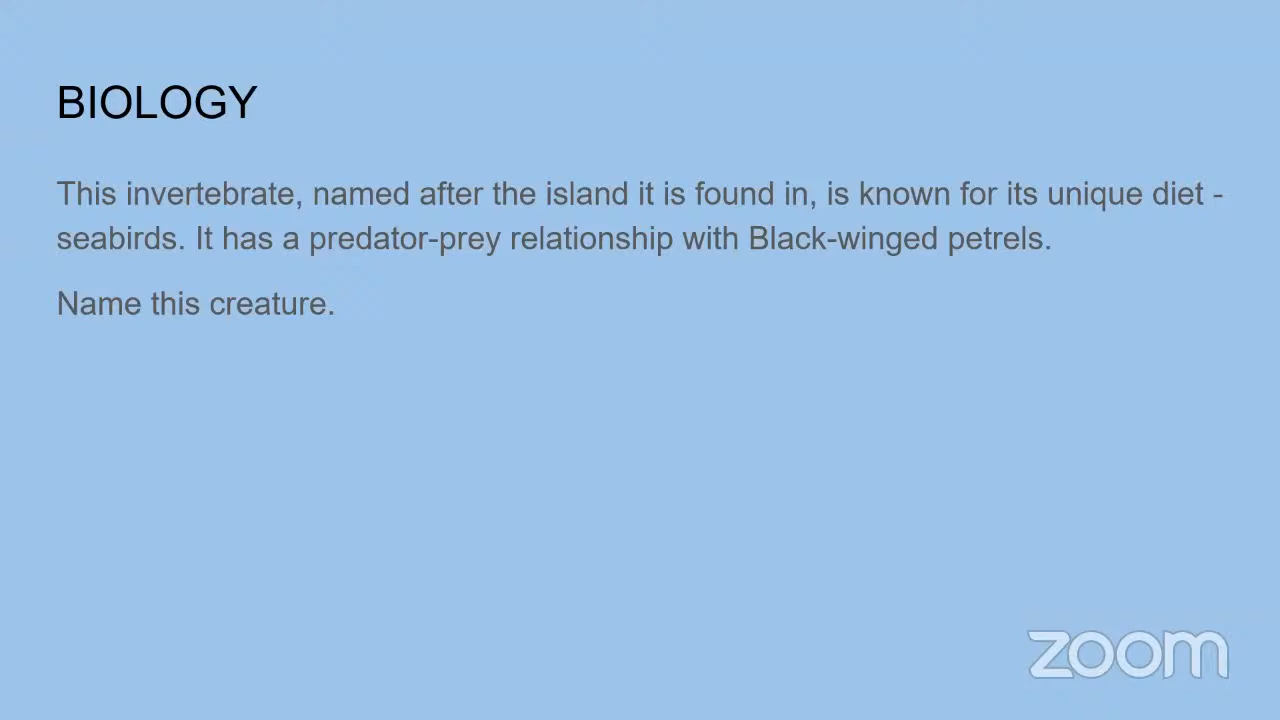 BIOLOGY
This invertebrate, named after the island it is found in, is known for its unique diet -
seabirds. It has a predator-prey relationship with Black-winged petrels.
Name this creature.
zoom